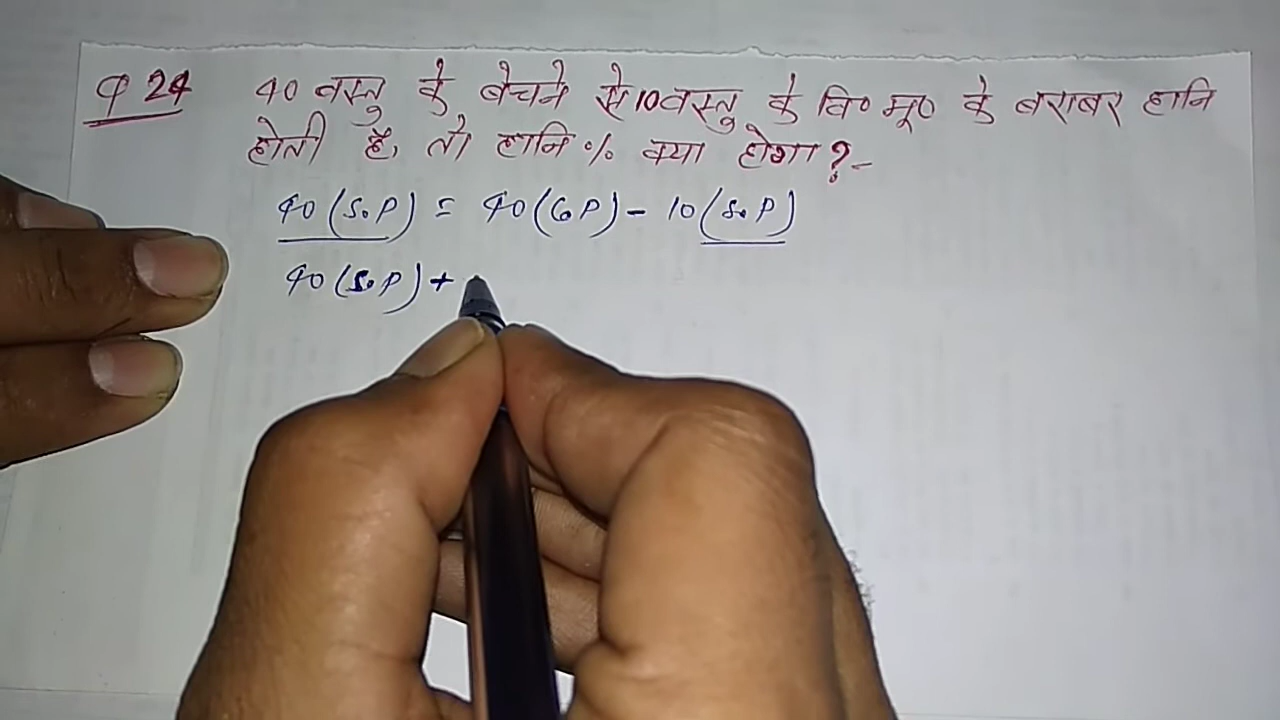 Q 24 40 वस्तु के बेचने से 10 वस्तु के वि० मू० के बराबर हानि
होती है, तो हानि % क्या होगा ? -
40 (S.P) = 40 (C.P) - 10 (S.P)
40 (S.P) +